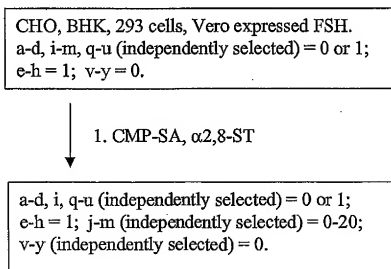 CHO, BHK, 293 cells, Vero expressed FSH.
a-d, i-m, q-u (independently selected) = 0 or 1;
e-h = 1; v-y = 0.
1. CMP-SA, α2,8-ST
a-d, i, q-u (independently selected) = 0 or 1;
e-h = 1; j-m (independently selected) = 0-20;
v-y (independently selected) = 0.